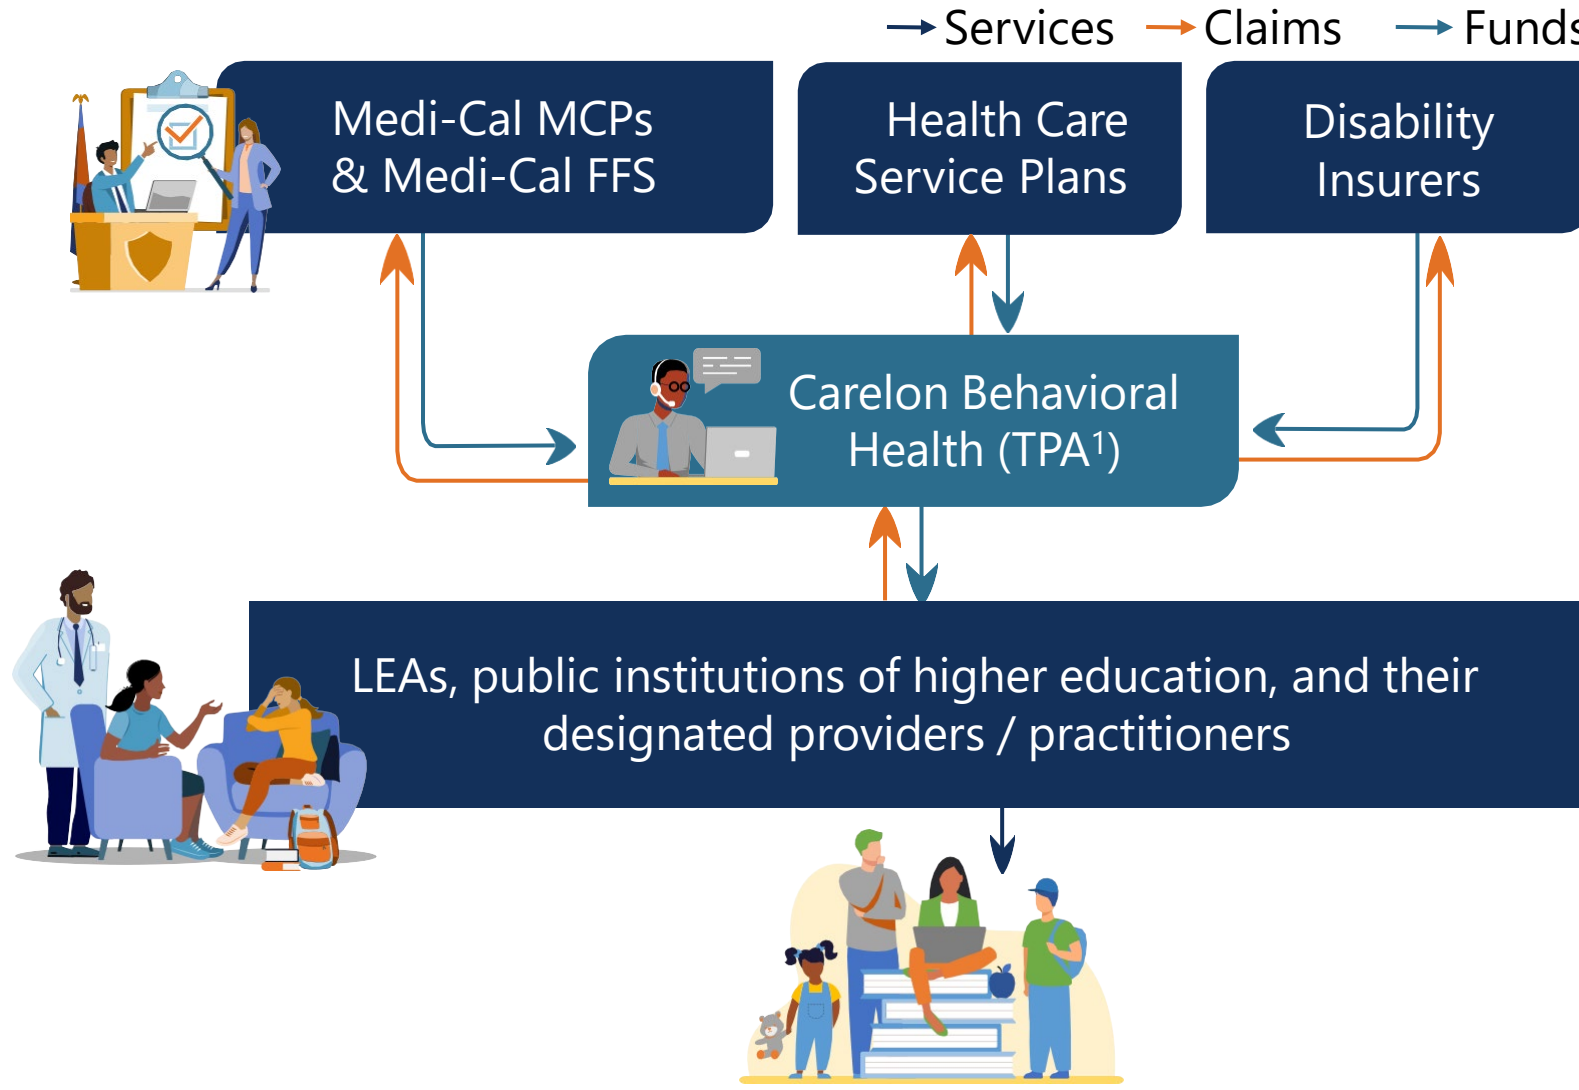 Services Claims Funds
Medi-Cal MCPs
& Medi-Cal FFS
Health Care
Service Plans
Disability
Insurers
Carelon Behavioral
Health (TPA¹)
LEAs, public institutions of higher education, and their
designated providers / practitioners